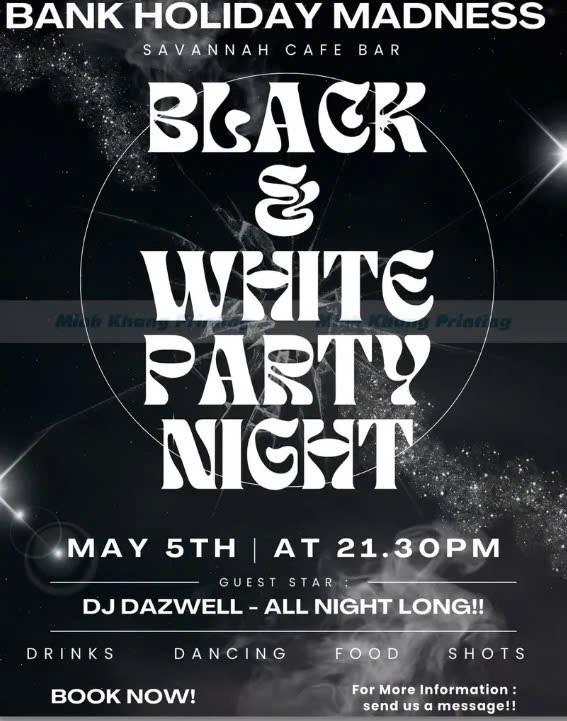 BANK HOLIDAY MADNESS
SAVANNAH CAFE BAR
BLACK
&
WHITE
Minh Khang Printing Minh Khang Printing
PARTY
NIGHT
MAY 5TH | AT 21.30PM
GUEST STAR :
DJ DAZWELL - ALL NIGHT LONG!!
DRINKS DANCING FOOD SHOTS
BOOK NOW!
For More Information :
send us a message!!